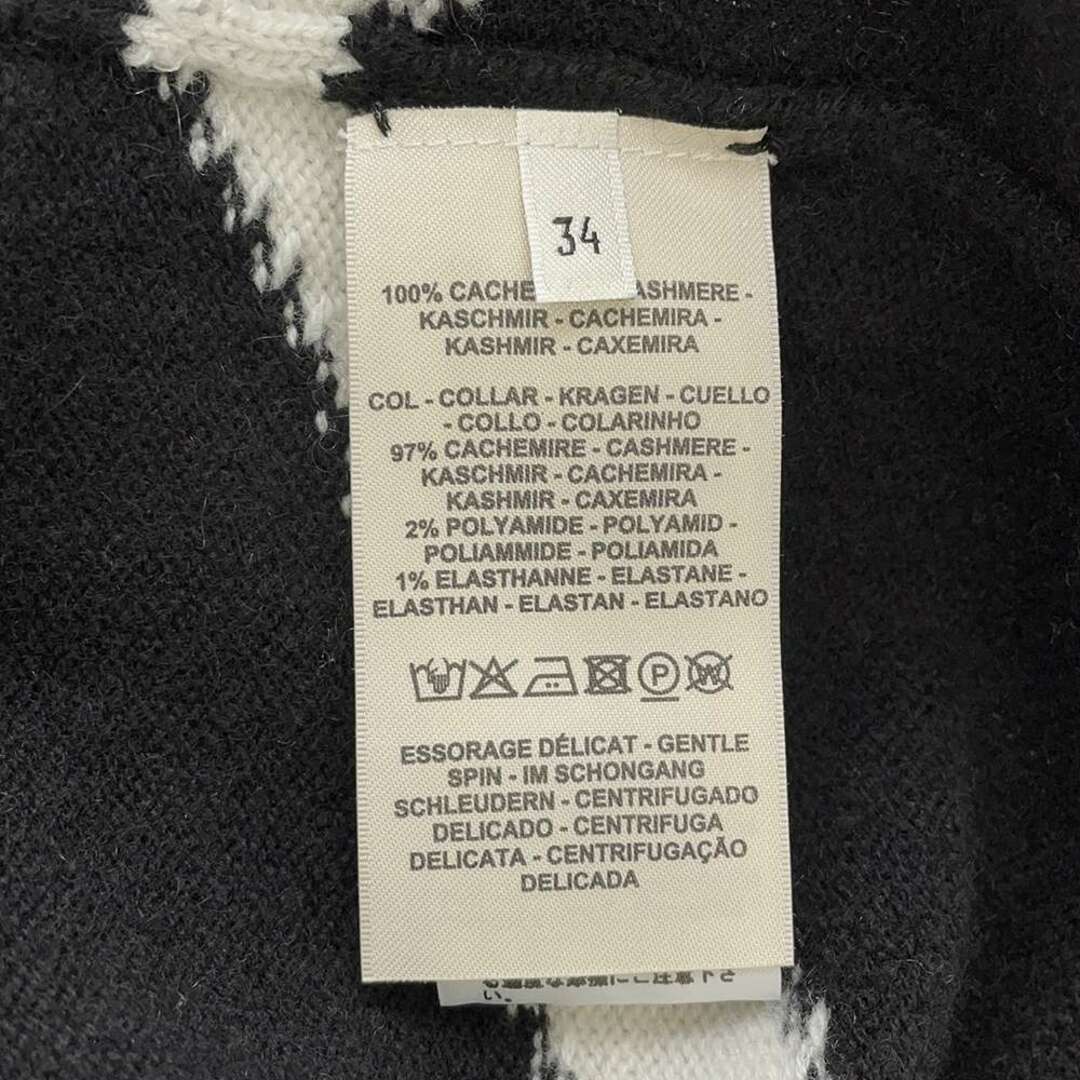 34
100% CACHE ASHMERE -
KASCHMIR - CACHEMIRA -
KASHMIR - CAXEMIRA
COL - COLLAR - KRAGEN - CUELLO
- COLLO - COLARINHO
97% CACHEMIRE - CASHMERE -
KASCHMIR - CACHEMIRA -
KASHMIR - CAXEMIRA
2% POLYAMIDE - POLYAMID -
POLIAMMIDE - POLIAMIDA
1% ELASTHANNE - ELASTANE -
ELASTHAN - ELASTAN - ELASTANO
P W
ESSORAGE DÉLICAT - GENTLE
SPIN - IM SCHONGANG
SCHLEUDERN - CENTRIFUGADO
DELICADO - CENTRIFUGA
DELICATA - CENTRIFUGAÇÃO
DELICADA
い。